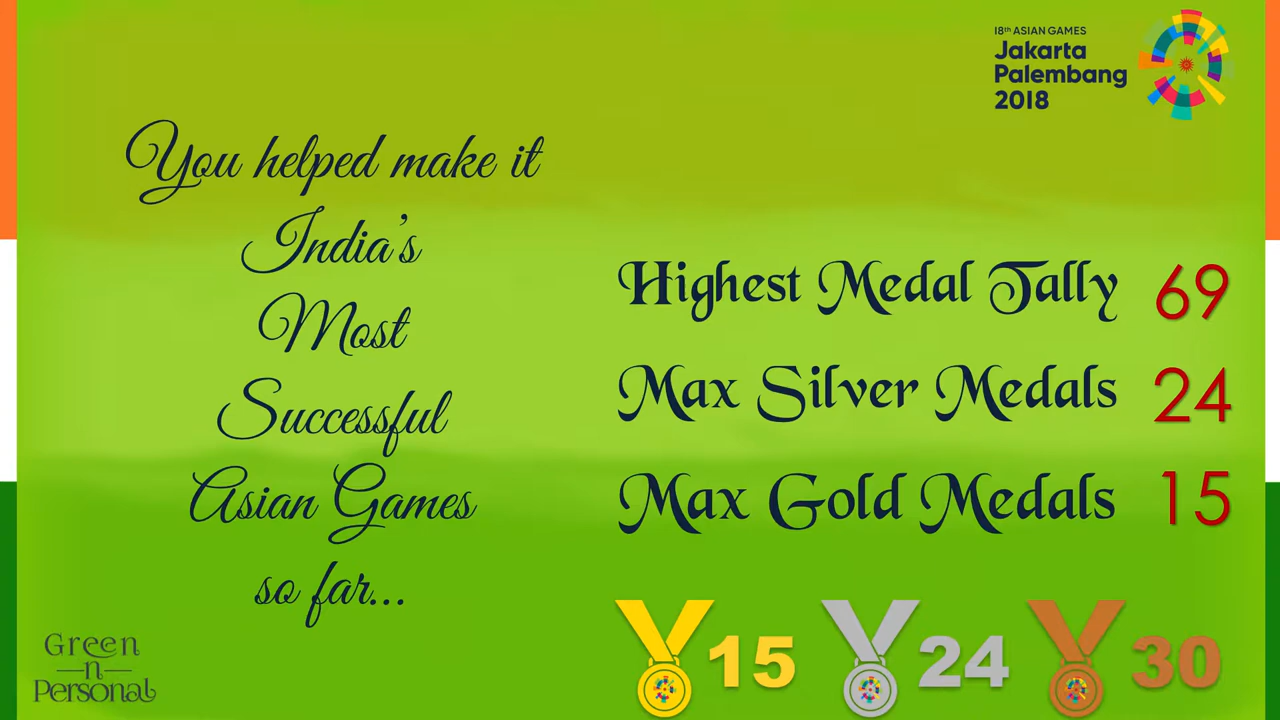 18th ASIAN GAMES
Jakarta
Palembang
2018
You helped make it
India's
Most
Successful
Asian Games
so far...
Highest Medal Tally 69
Max Silver Medals 24
Max Gold Medals 15
15 24 30
Green
n
Personal